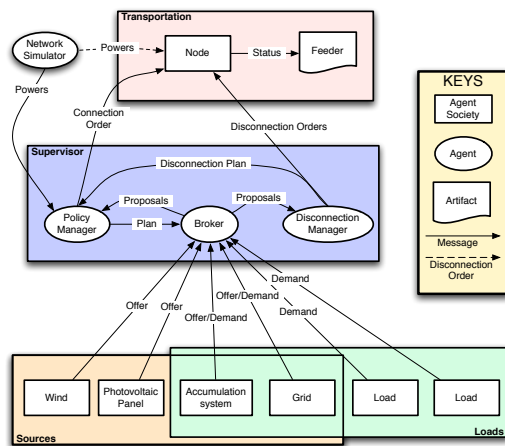 Transportation
Network
Simulator
Powers
Node
Status
Feeder
Powers
Connection
Order
Disconnection Orders
Supervisor
Disconnection Plan
Proposals
Proposals
Policy
Manager
Plan
Broker
Disconnection
Manager
Offer
Offer
Offer/Demand
Offer/Demand
Demand
Demand
Wind
Photovoltaic
Panel
Accumulation
system
Grid
Load
Load
Sources
Loads
KEYS
Agent
Society
Agent
Artifact
Message
Disconnection
Order